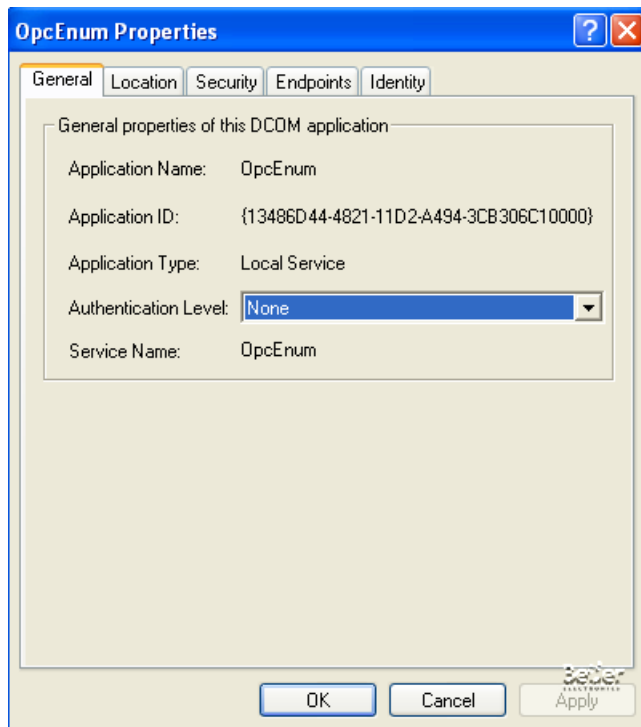 OpcEnum Properties
General Location Security Endpoints Identity
General properties of this DCOM application
Application Name: OpcEnum
Application ID: {13486D44-4821-11D2-A494-3CB306C10000}
Application Type: Local Service
Authentication Level: None
Service Name: OpcEnum
Beijer
ELECTRONICS
OK Cancel Apply